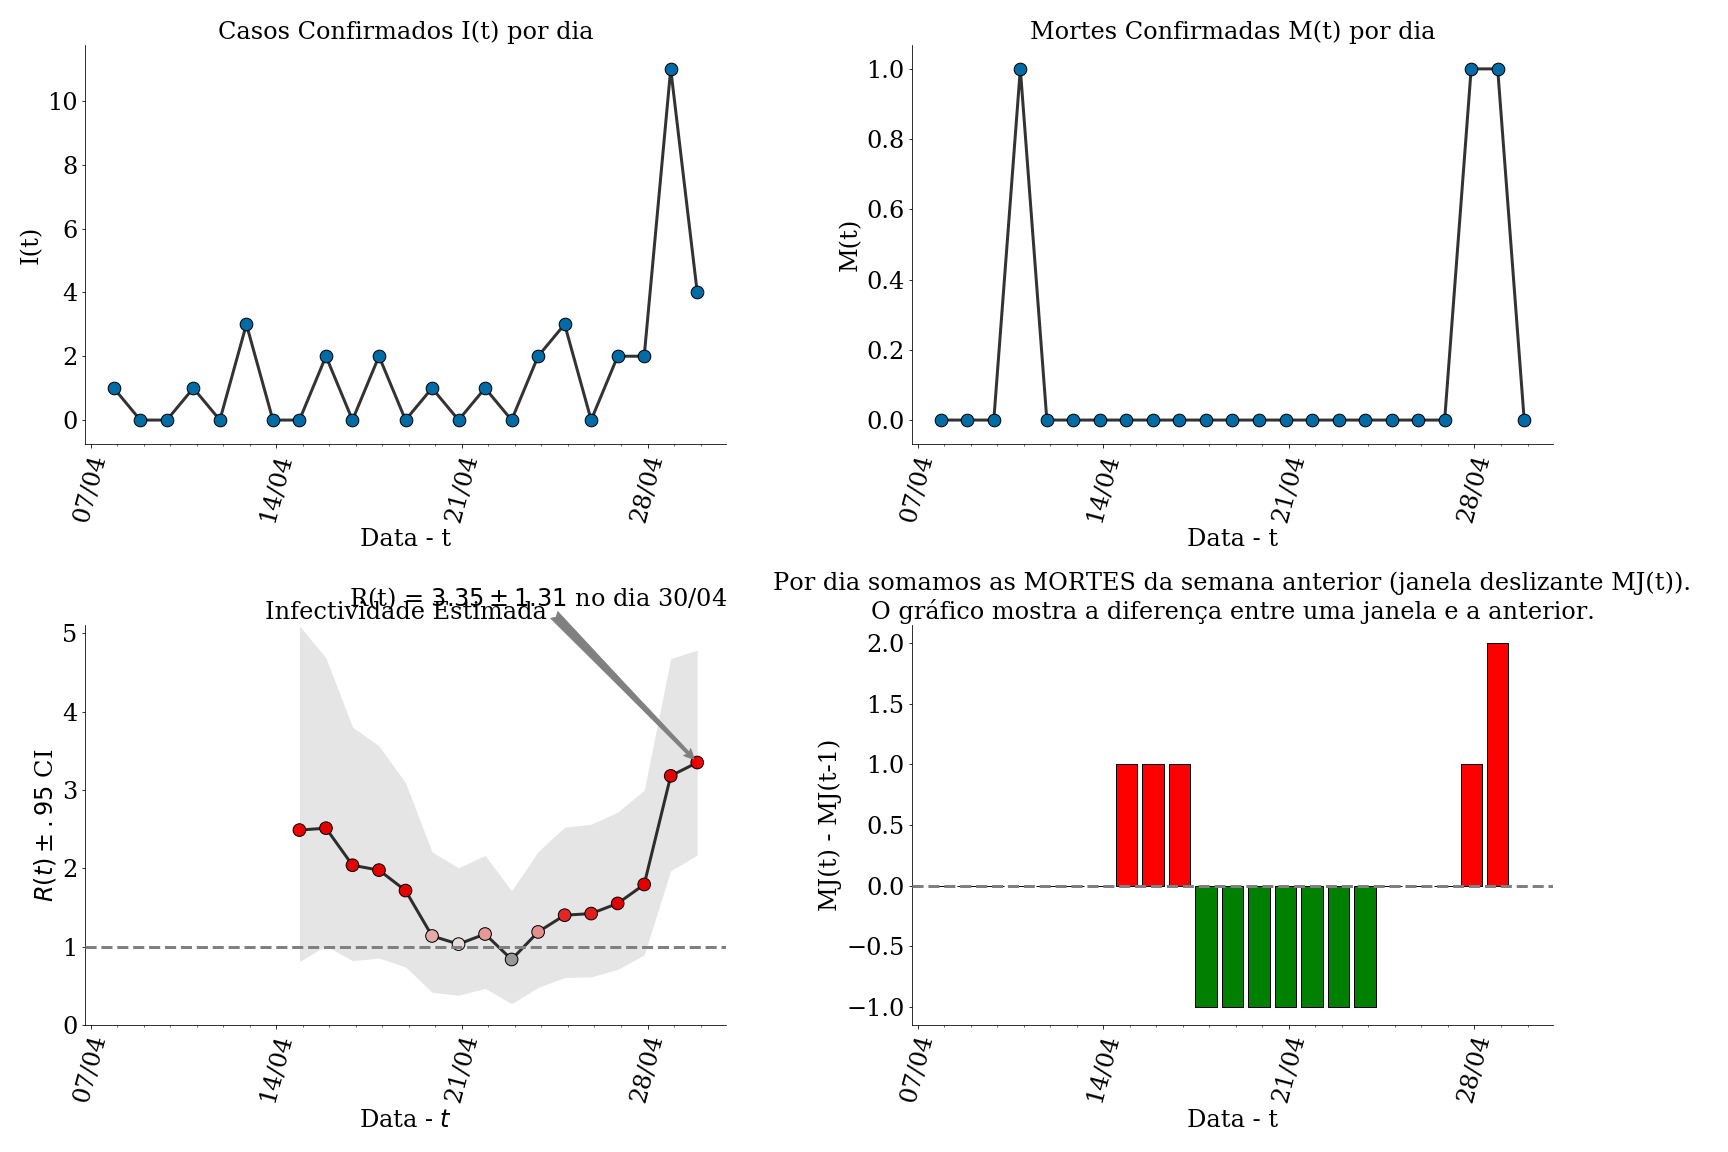 Casos Confirmados I(t) por dia
I(t)
10
8
6
4
2
0
07/04
14/04
21/04
28/04
Data - t
Mortes Confirmadas M(t) por dia
M(t)
1.0
0.8
0.6
0.4
0.2
0.0
07/04
14/04
21/04
28/04
Data - t
R(t) = 3.35 ± 1.31 no dia 30/04
Infectividade Estimada
R(t) ± .95 CI
5
4
3
2
1
0
07/04
14/04
21/04
28/04
Data - t
Por dia somamos as MORTES da semana anterior (janela deslizante MJ(t)).
O gráfico mostra a diferença entre uma janela e a anterior.
MJ(t) - MJ(t-1)
2.0
1.5
1.0
0.5
0.0
−0.5
−1.0
07/04
14/04
21/04
28/04
Data - t